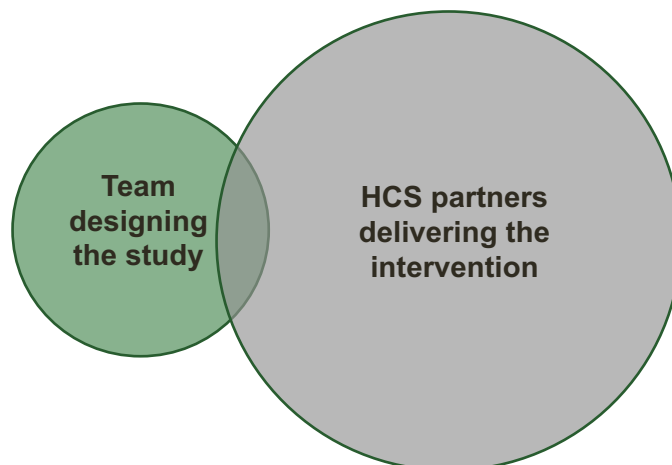 Team
designing
the study
HCS partners
delivering the
intervention